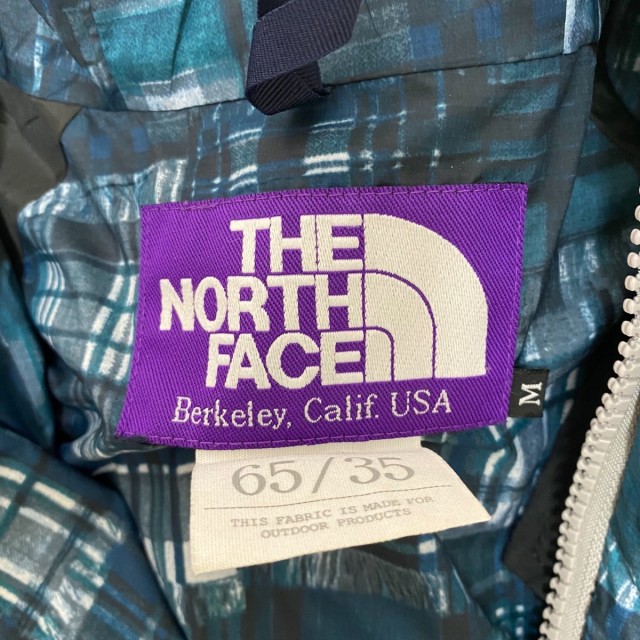 THE
NORTH
FACE
Berkeley, Calif. USA
M
65/35
THIS FABRIC IS MADE FOR
OUTDOOR PRODUCTS